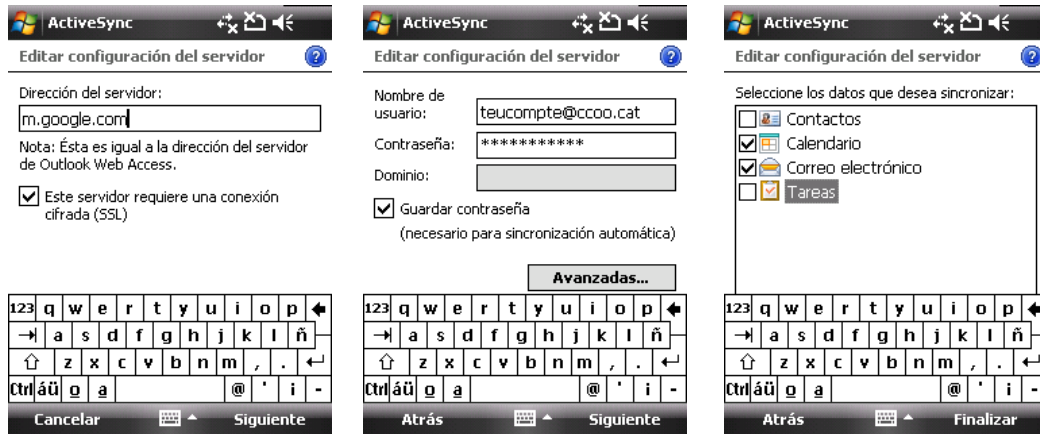 ActiveSync
Editar configuración del servidor
?
Dirección del servidor:
m.google.com
Nota: Ésta es igual a la dirección del servidor
de Outlook Web Access.
Este servidor requiere una conexión
cifrada (SSL)
123 q w e r t y u i o p
a s d f g h j k l ñ
z x c v b n m , .
Ctrl áü o a @ ' i -
Cancelar
Siguiente
ActiveSync
Editar configuración del servidor
?
Nombre de
usuario:
teucompte@ccoo.cat
Contraseña:
***********
Dominio:
Guardar contraseña
(necesario para sincronización automática)
Avanzadas...
123 q w e r t y u i o p
a s d f g h j k l ñ
z x c v b n m , .
Ctrl áü o a @ ' i -
Atrás
Siguiente
ActiveSync
Editar configuración del servidor
?
Seleccione los datos que desea sincronizar:
Contactos
Calendario
Correo electrónico
Tareas
123 q w e r t y u i o p
a s d f g h j k l ñ
z x c v b n m , .
Ctrl áü o a @ ' i -
Atrás
Finalizar